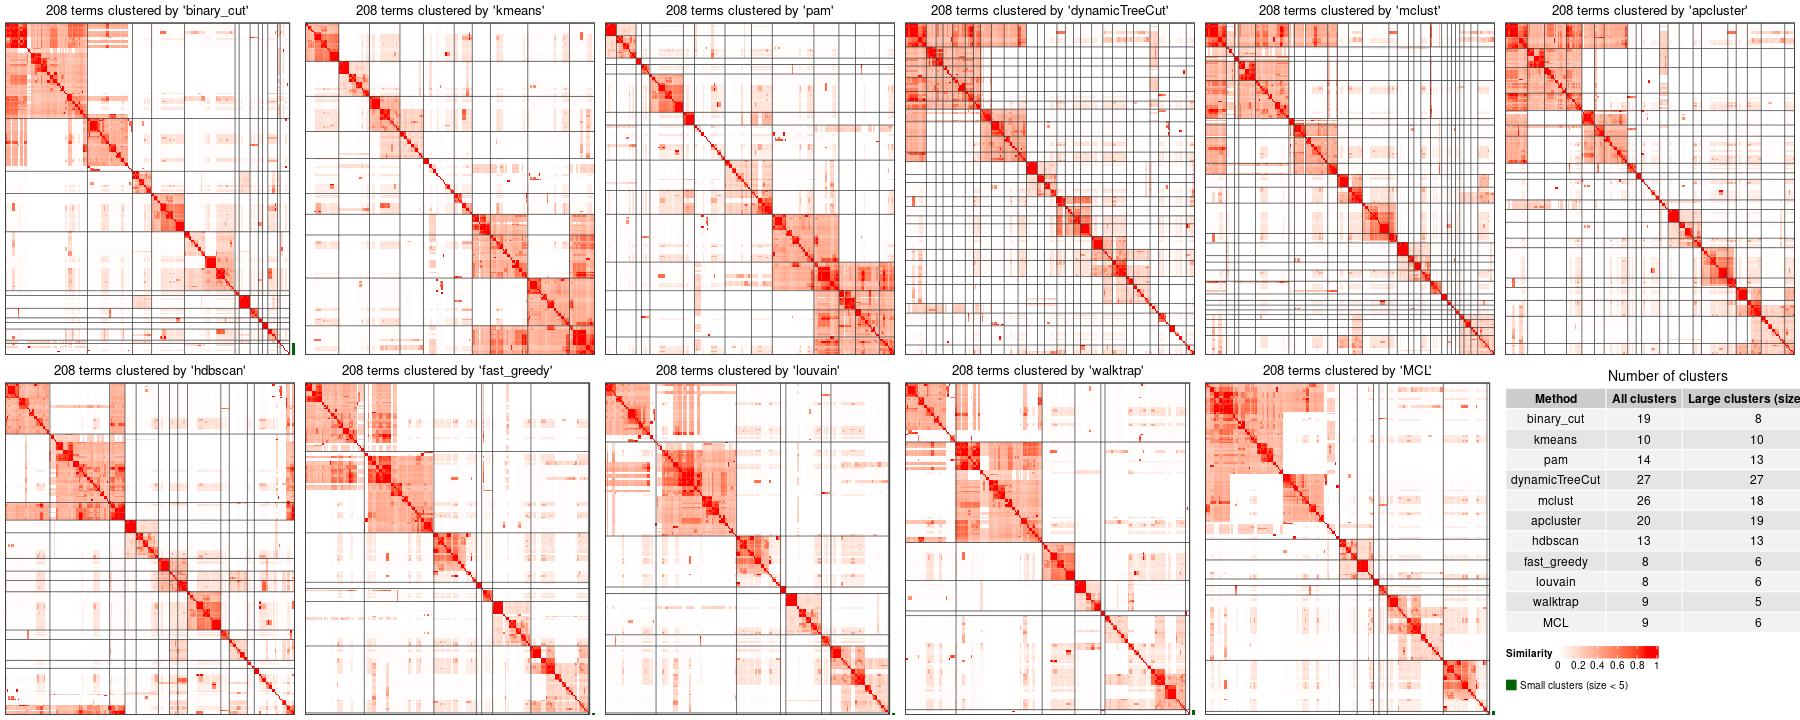 208 terms clustered by 'binary_cut'
208 terms clustered by 'kmeans'
208 terms clustered by 'pam'
208 terms clustered by 'dynamicTreeCut'
208 terms clustered by 'mclust'
208 terms clustered by 'apcluster'
208 terms clustered by 'hdbscan'
208 terms clustered by 'fast_greedy'
208 terms clustered by 'louvain'
208 terms clustered by 'walktrap'
208 terms clustered by 'MCL'
Number of clusters
Method All clusters Large clusters (size
binary_cut 19 8
kmeans 10 10
pam 14 13
dynamicTreeCut 27 27
mclust 26 18
apcluster 20 19
hdbscan 13 13
fast_greedy 8 6
louvain 8 6
walktrap 9 5
MCL 9 6
Similarity
0 0.2 0.4 0.6 0.8 1
Small clusters (size < 5)